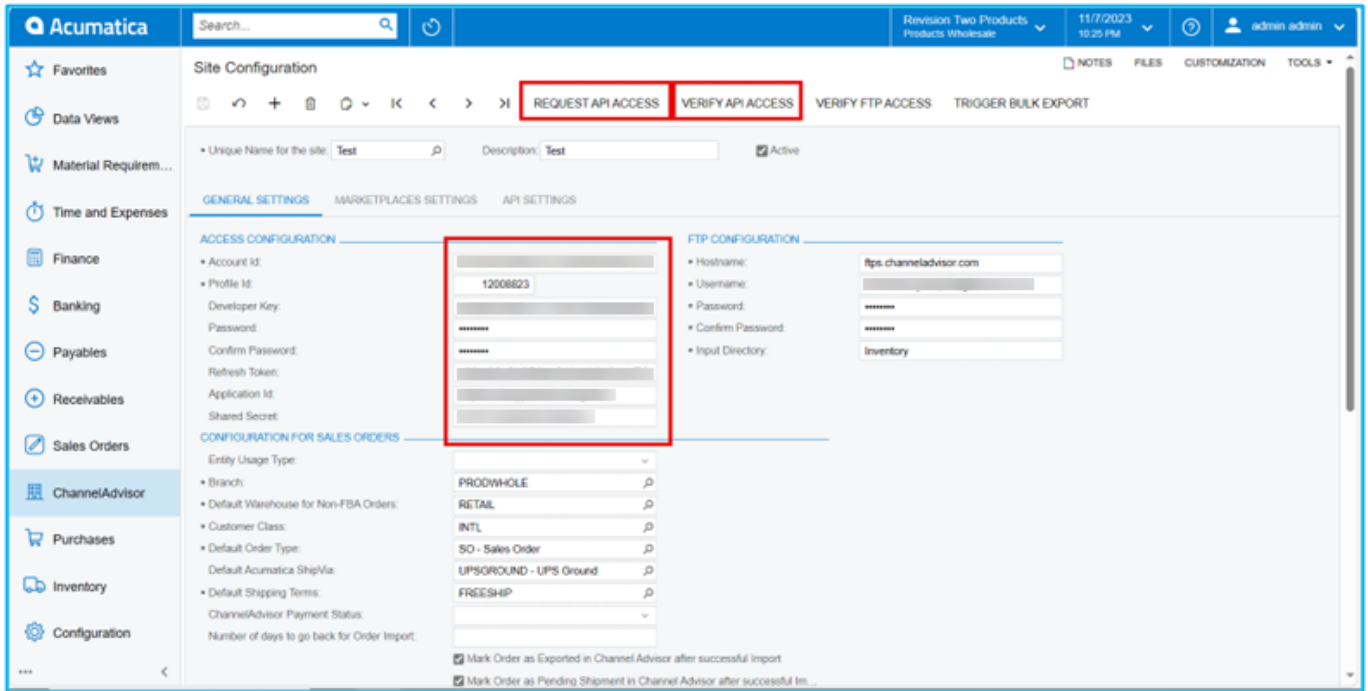 Acumatica
Search...
Revision Two Products
Products Wholesale
11/7/2023
10:25 PM
admin admin
Favorites
Data Views
Material Requirem...
Time and Expenses
Finance
Banking
Payables
Receivables
Sales Orders
ChannelAdvisor
Purchases
Inventory
Configuration
...
Site Configuration
NOTES FILES CUSTOMIZATION TOOLS
REQUEST API ACCESS VERIFY API ACCESS VERIFY FTP ACCESS TRIGGER BULK EXPORT
Unique Name for the site: Test Description: Test Active
GENERAL SETTINGS MARKETPLACES SETTINGS API SETTINGS
ACCESS CONFIGURATION
Account Id:
Profile Id: 12008823
Developer Key:
Password:
Confirm Password:
Refresh Token:
Application Id:
Shared Secret:
FTP CONFIGURATION
Hostname: ftps.channeladvisor.com
Username:
Password:
Confirm Password:
Input Directory: Inventory
CONFIGURATION FOR SALES ORDERS
Entity Usage Type:
Branch: PRODWHOLE
Default Warehouse for Non-FBA Orders: RETAIL
Customer Class: INTL
Default Order Type: SO - Sales Order
Default Acumatica ShipVia: UPSGROUND - UPS Ground
Default Shipping Terms: FREESHIP
ChannelAdvisor Payment Status:
Number of days to go back for Order Import:
Mark Order as Exported in Channel Advisor after successful Import
Mark Order as Pending Shipment in Channel Advisor after successful Im...